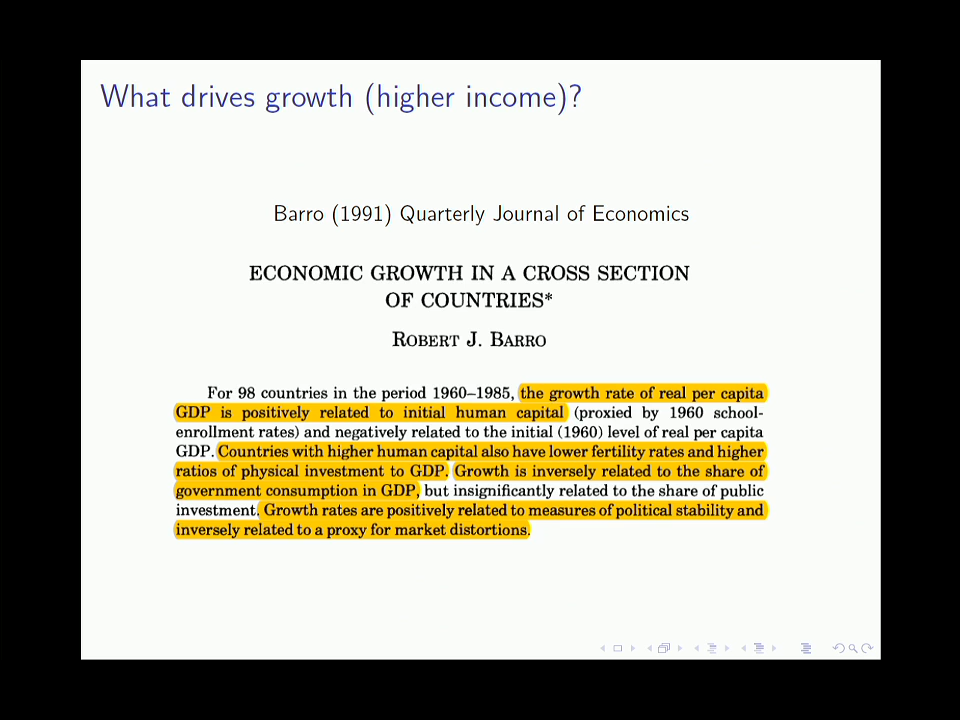 What drives growth (higher income)?
Barro (1991) Quarterly Journal of Economics
ECONOMIC GROWTH IN A CROSS SECTION
OF COUNTRIES*
ROBERT J. BARRO
For 98 countries in the period 1960–1985, the growth rate of real per capita
GDP is positively related to initial human capital (proxied by 1960 school-
enrollment rates) and negatively related to the initial (1960) level of real per capita
GDP. Countries with higher human capital also have lower fertility rates and higher
ratios of physical investment to GDP. Growth is inversely related to the share of
government consumption in GDP, but insignificantly related to the share of public
investment. Growth rates are positively related to measures of political stability and
inversely related to a proxy for market distortions.